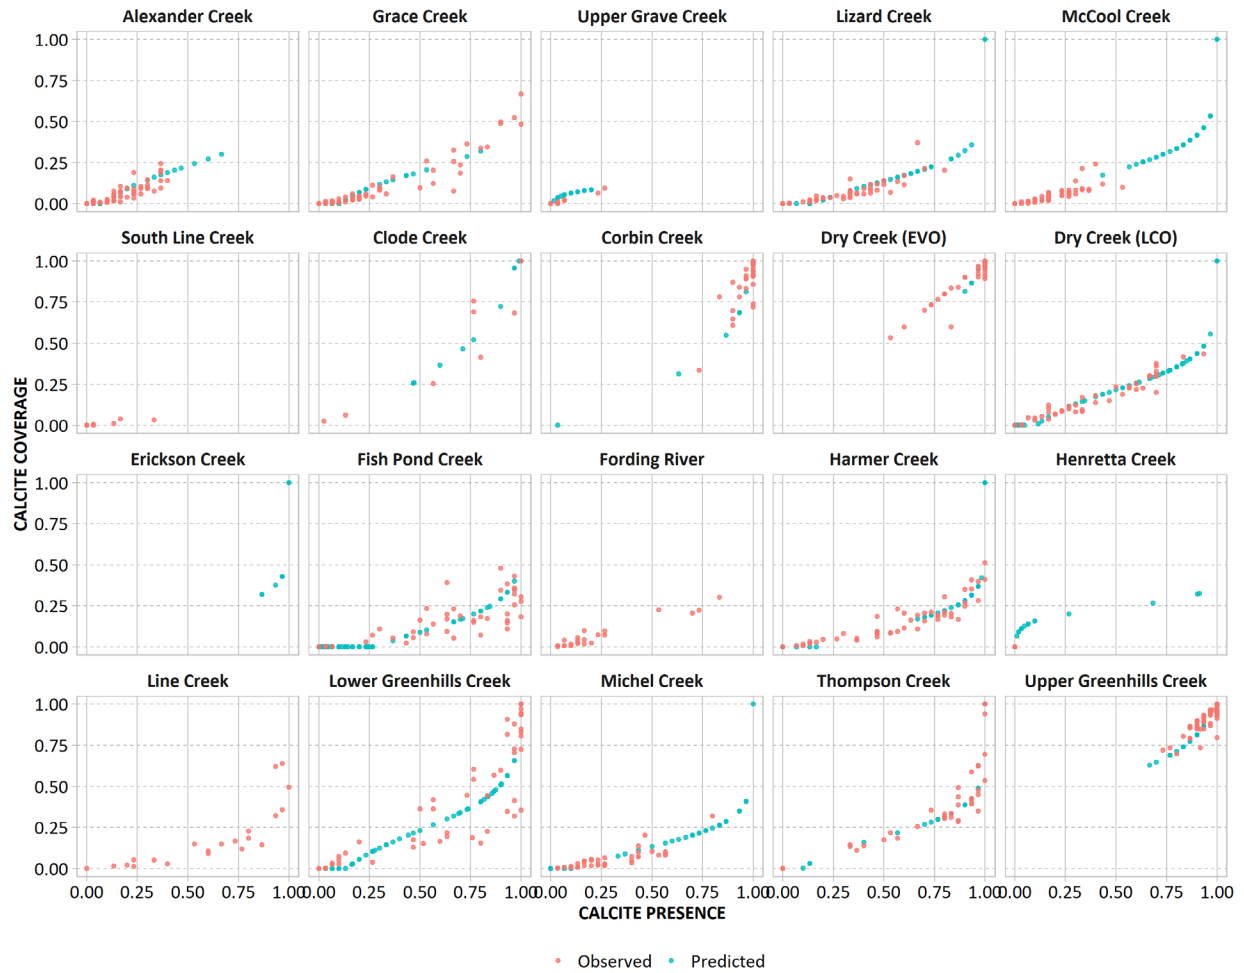 Alexander Creek Grace Creek Upper Grave Creek Lizard Creek McCool Creek
1.00
0.75
0.50
0.25
0.00
South Line Creek Clode Creek Corbin Creek Dry Creek (EVO) Dry Creek (LCO)
1.00
0.75
0.50
0.25
0.00
CALCITE COVERAGE
Erickson Creek Fish Pond Creek Fording River Harmer Creek Henretta Creek
1.00
0.75
0.50
0.25
0.00
Line Creek Lower Greenhills Creek Michel Creek Thompson Creek Upper Greenhills Creek
1.00
0.75
0.50
0.25
0.00
0.00 0.25 0.50 0.75 1.00 0.00 0.25 0.50 0.75 1.00 0.00 0.25 0.50 0.75 1.00 0.00 0.25 0.50 0.75 1.00 0.00 0.25 0.50 0.75 1.00
CALCITE PRESENCE
Observed Predicted